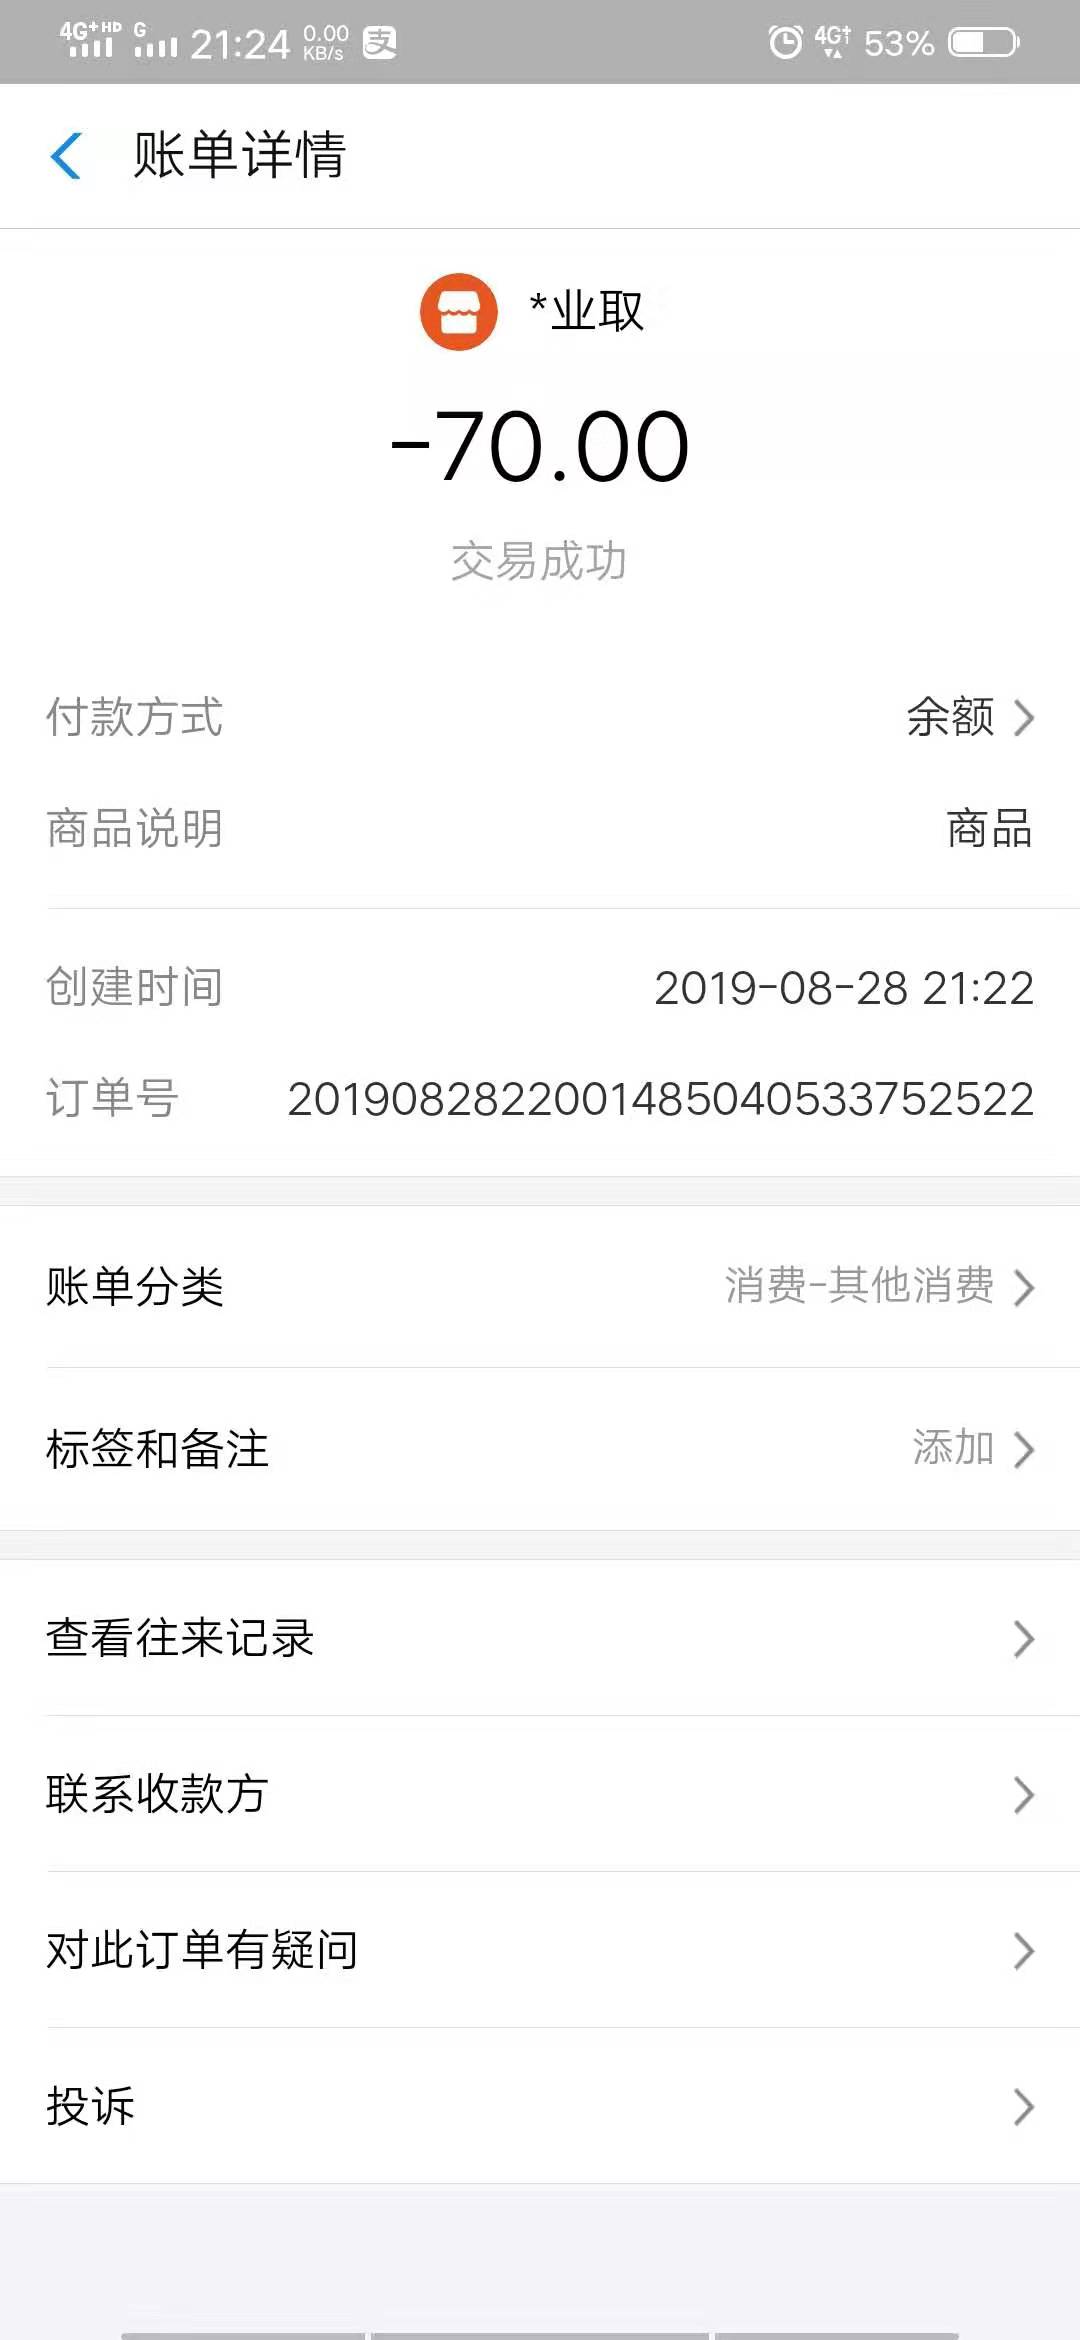 4G+HD G 21:24 0.00 KB/s 支 4G+ 53%
账单详情
*业取
-70.00
交易成功
付款方式 余额
商品说明 商品
创建时间 2019-08-28 21:22
订单号 2019082822001485040533752522
账单分类 消费-其他消费
标签和备注 添加
查看往来记录
联系收款方
对此订单有疑问
投诉